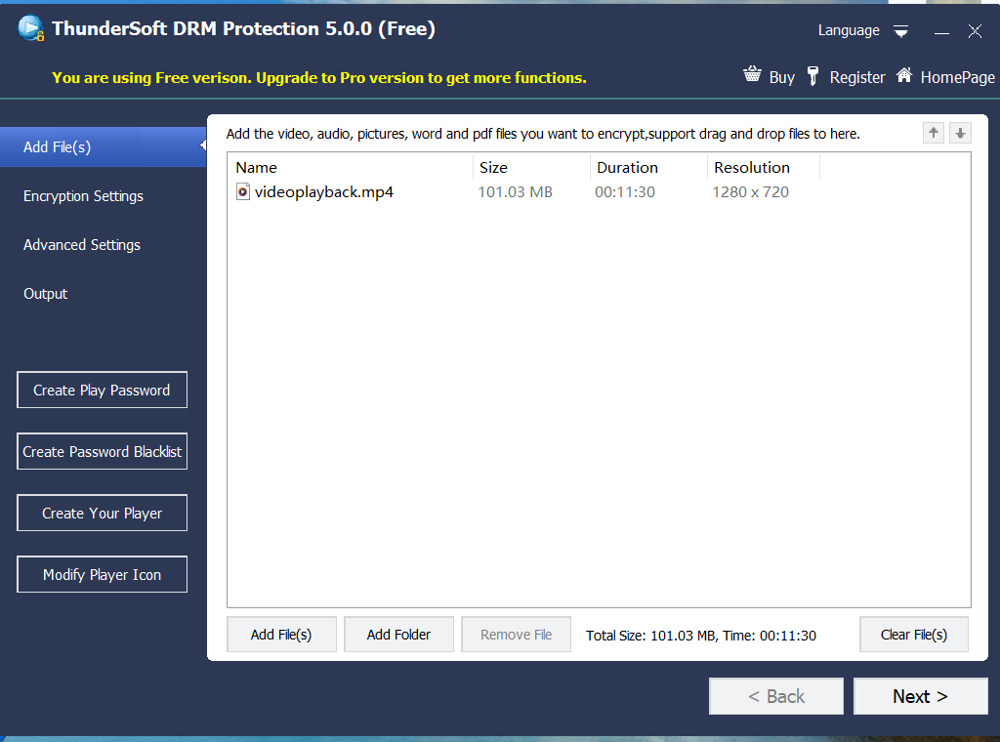 ThunderSoft DRM Protection 5.0.0 (Free)
Language
You are using Free verison. Upgrade to Pro version to get more functions.
Buy
Register
HomePage
Add File(s)
Encryption Settings
Advanced Settings
Output
Create Play Password
Create Password Blacklist
Create Your Player
Modify Player Icon
Add the video, audio, pictures, word and pdf files you want to encrypt,support drag and drop files to here.
Name Size Duration Resolution
videoplayback.mp4 101.03 MB 00:11:30 1280 x 720
Add File(s)
Add Folder
Remove File
Total Size: 101.03 MB, Time: 00:11:30
Clear File(s)
< Back
Next >